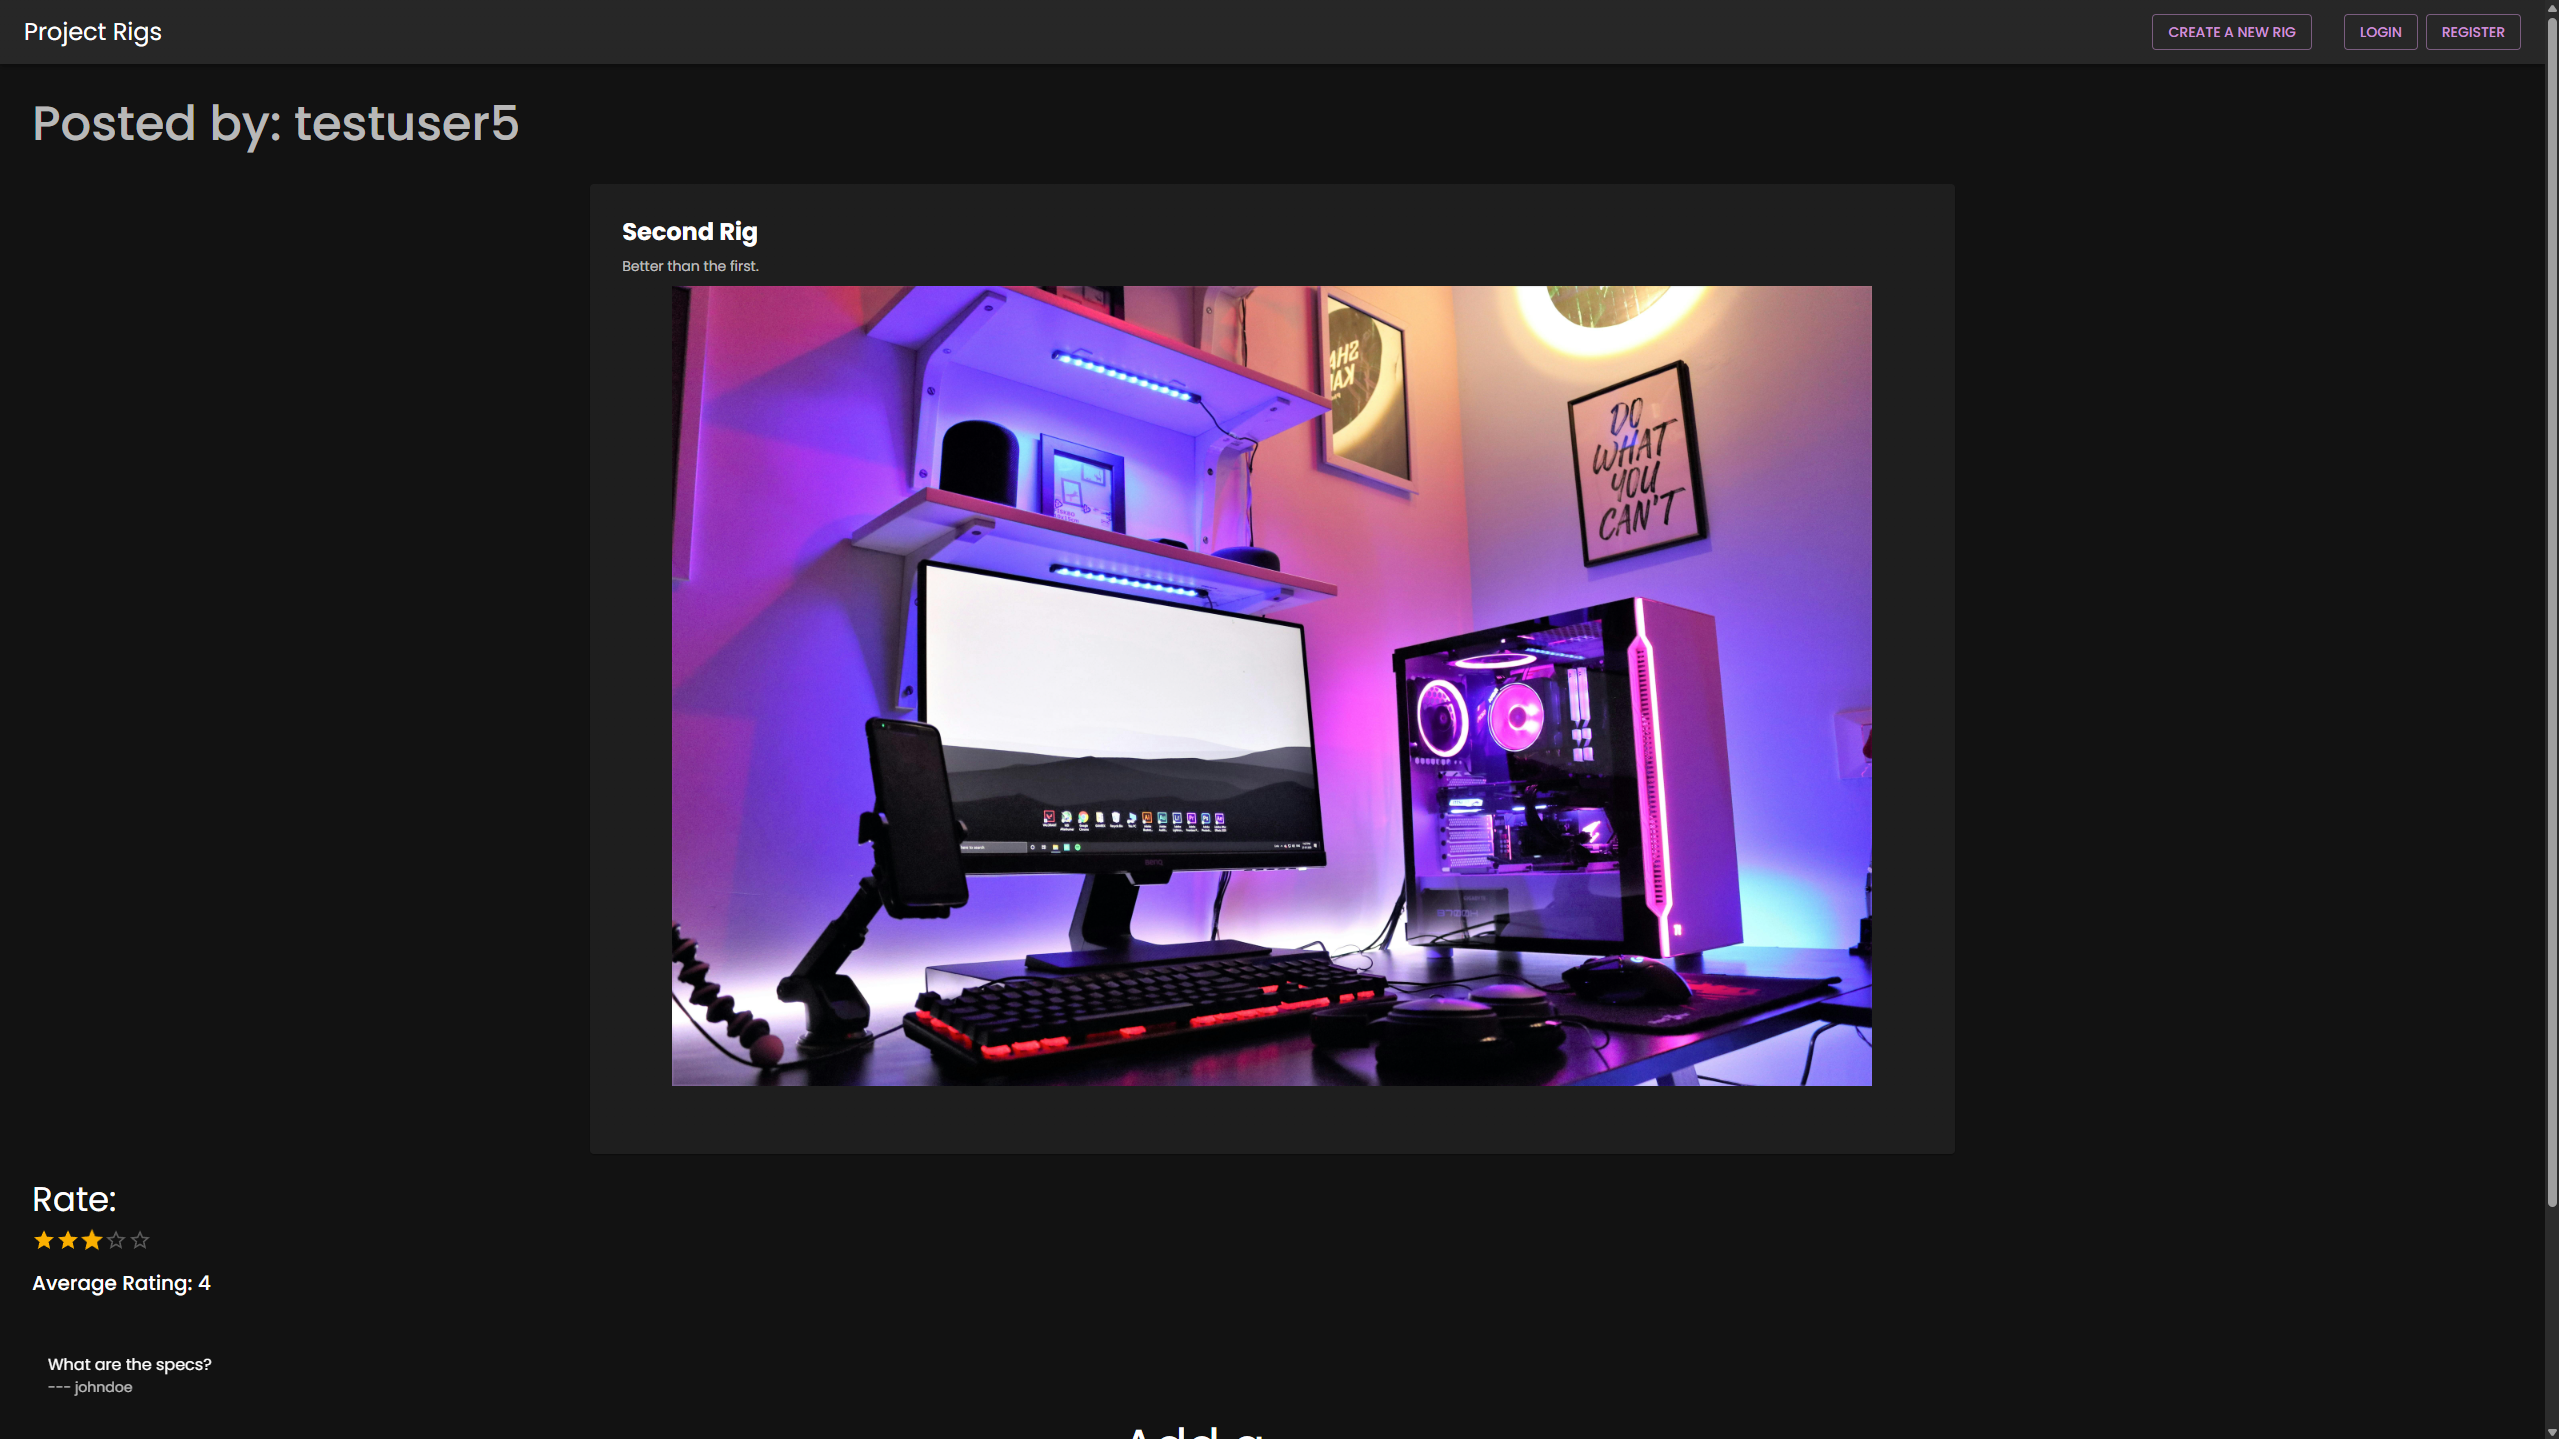 Project Rigs
CREATE A NEW RIG
LOGIN
REGISTER
Posted by: testuser5
Second Rig
Better than the first.
DO
WHAT
YOU
CAN'T
Rate:
Average Rating: 4
What are the specs?
--- johndoe
Add a